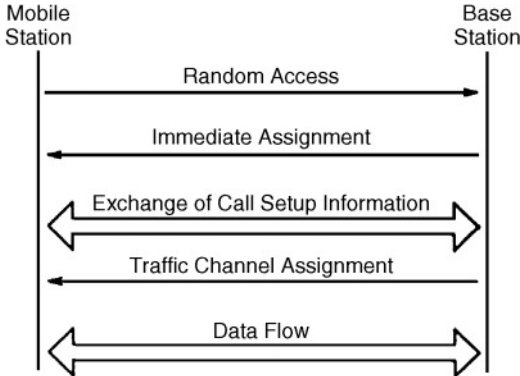 Mobile
Station
Base
Station
Random Access
Immediate Assignment
Exchange of Call Setup Information
Traffic Channel Assignment
Data Flow